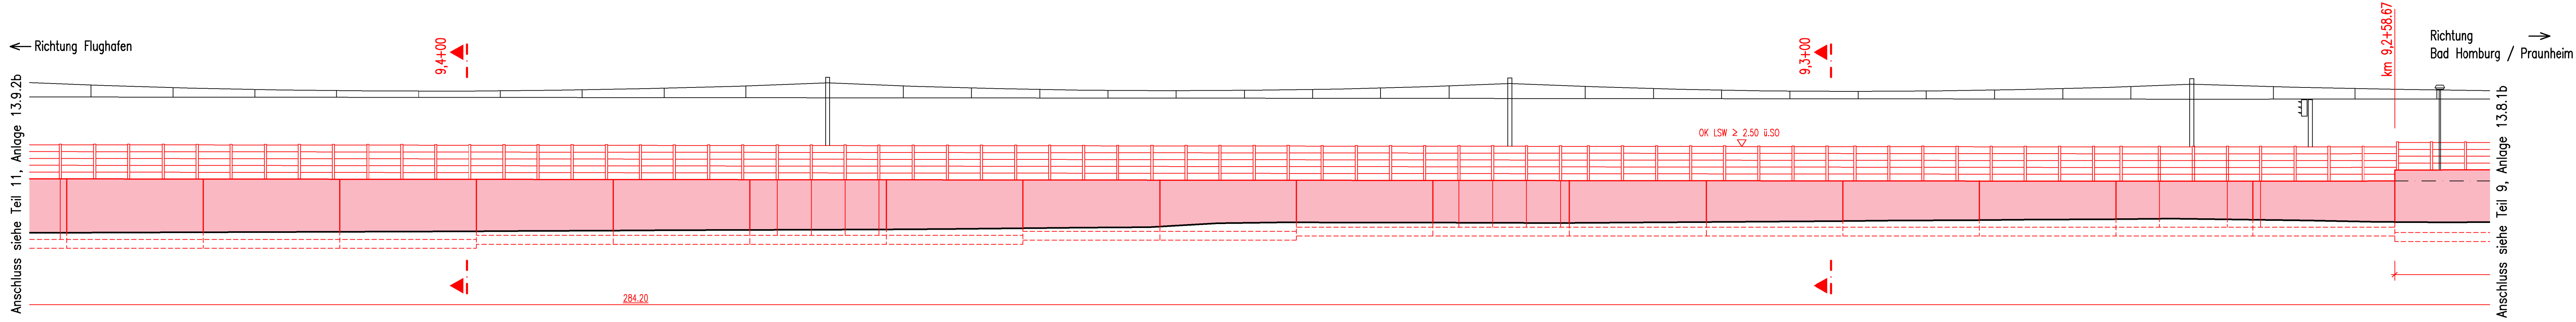 Richtung Flughafen
9,4+00
9,3+00
km 9,2+58.67
Richtung
Bad Homburg / Praunheim
Anschluss siehe Teil 11, Anlage 13.9.2b
OK LSW ≥ 2.50 ü.SO
Anschluss siehe Teil 9, Anlage 13.8.1b
284.20